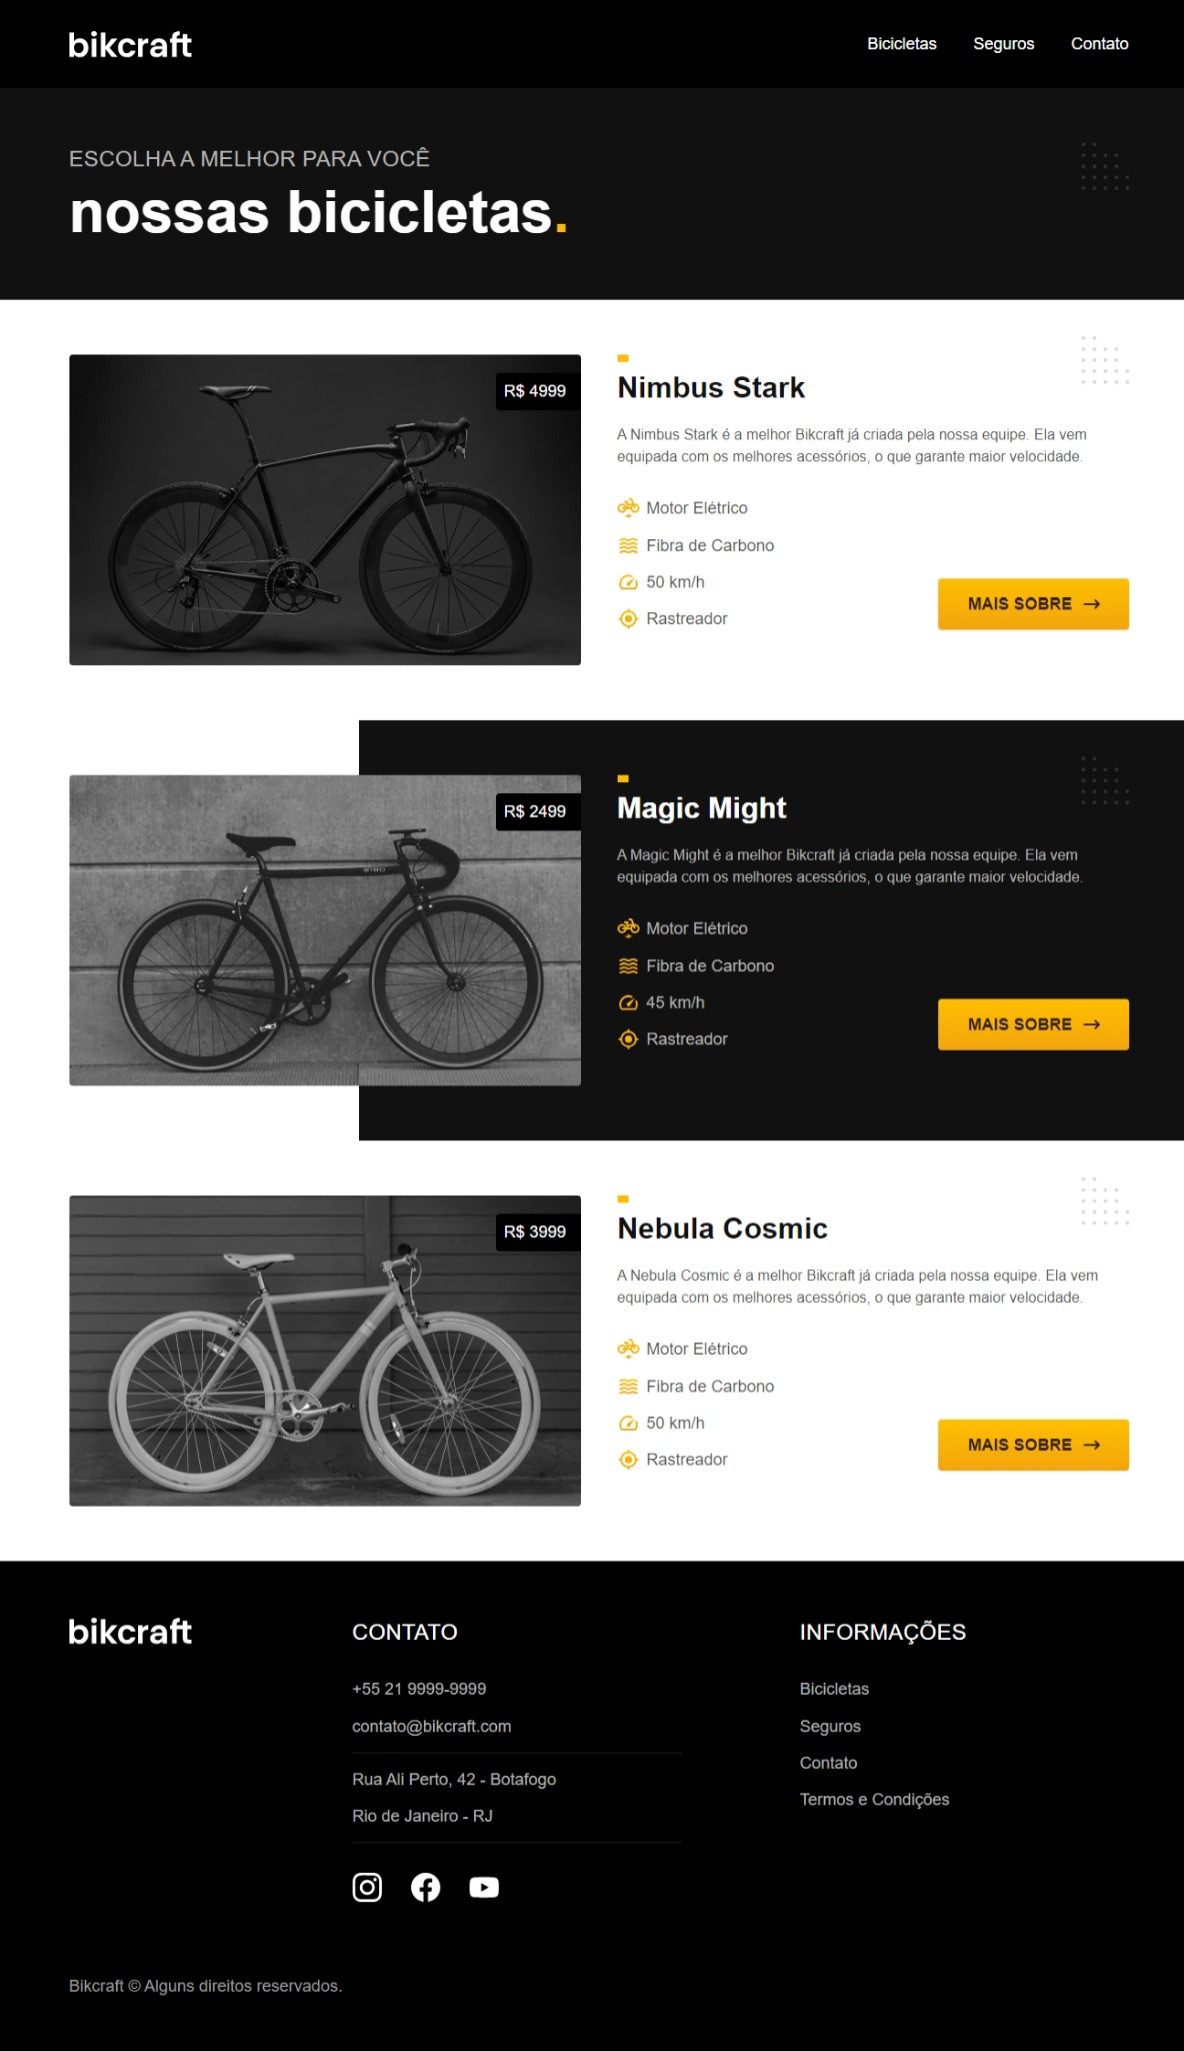 bikcraft
Bicicletas
Seguros
Contato
ESCOLHA A MELHOR PARA VOCÊ
nossas bicicletas.
R$ 4999
Nimbus Stark
A Nimbus Stark é a melhor Bikcraft já criada pela nossa equipe. Ela vem
equipada com os melhores acessórios, o que garante maior velocidade.
Motor Elétrico
Fibra de Carbono
50 km/h
Rastreador
MAIS SOBRE →
R$ 2499
Magic Might
A Magic Might é a melhor Bikcraft já criada pela nossa equipe. Ela vem
equipada com os melhores acessórios, o que garante maior velocidade.
Motor Elétrico
Fibra de Carbono
45 km/h
Rastreador
MAIS SOBRE →
R$ 3999
Nebula Cosmic
A Nebula Cosmic é a melhor Bikcraft já criada pela nossa equipe. Ela vem
equipada com os melhores acessórios, o que garante maior velocidade.
Motor Elétrico
Fibra de Carbono
50 km/h
Rastreador
MAIS SOBRE →
bikcraft
CONTATO
+55 21 9999-9999
contato@bikcraft.com
Rua Ali Perto, 42 - Botafogo
Rio de Janeiro - RJ
INFORMAÇÕES
Bicicletas
Seguros
Contato
Termos e Condições
Bikcraft © Alguns direitos reservados.